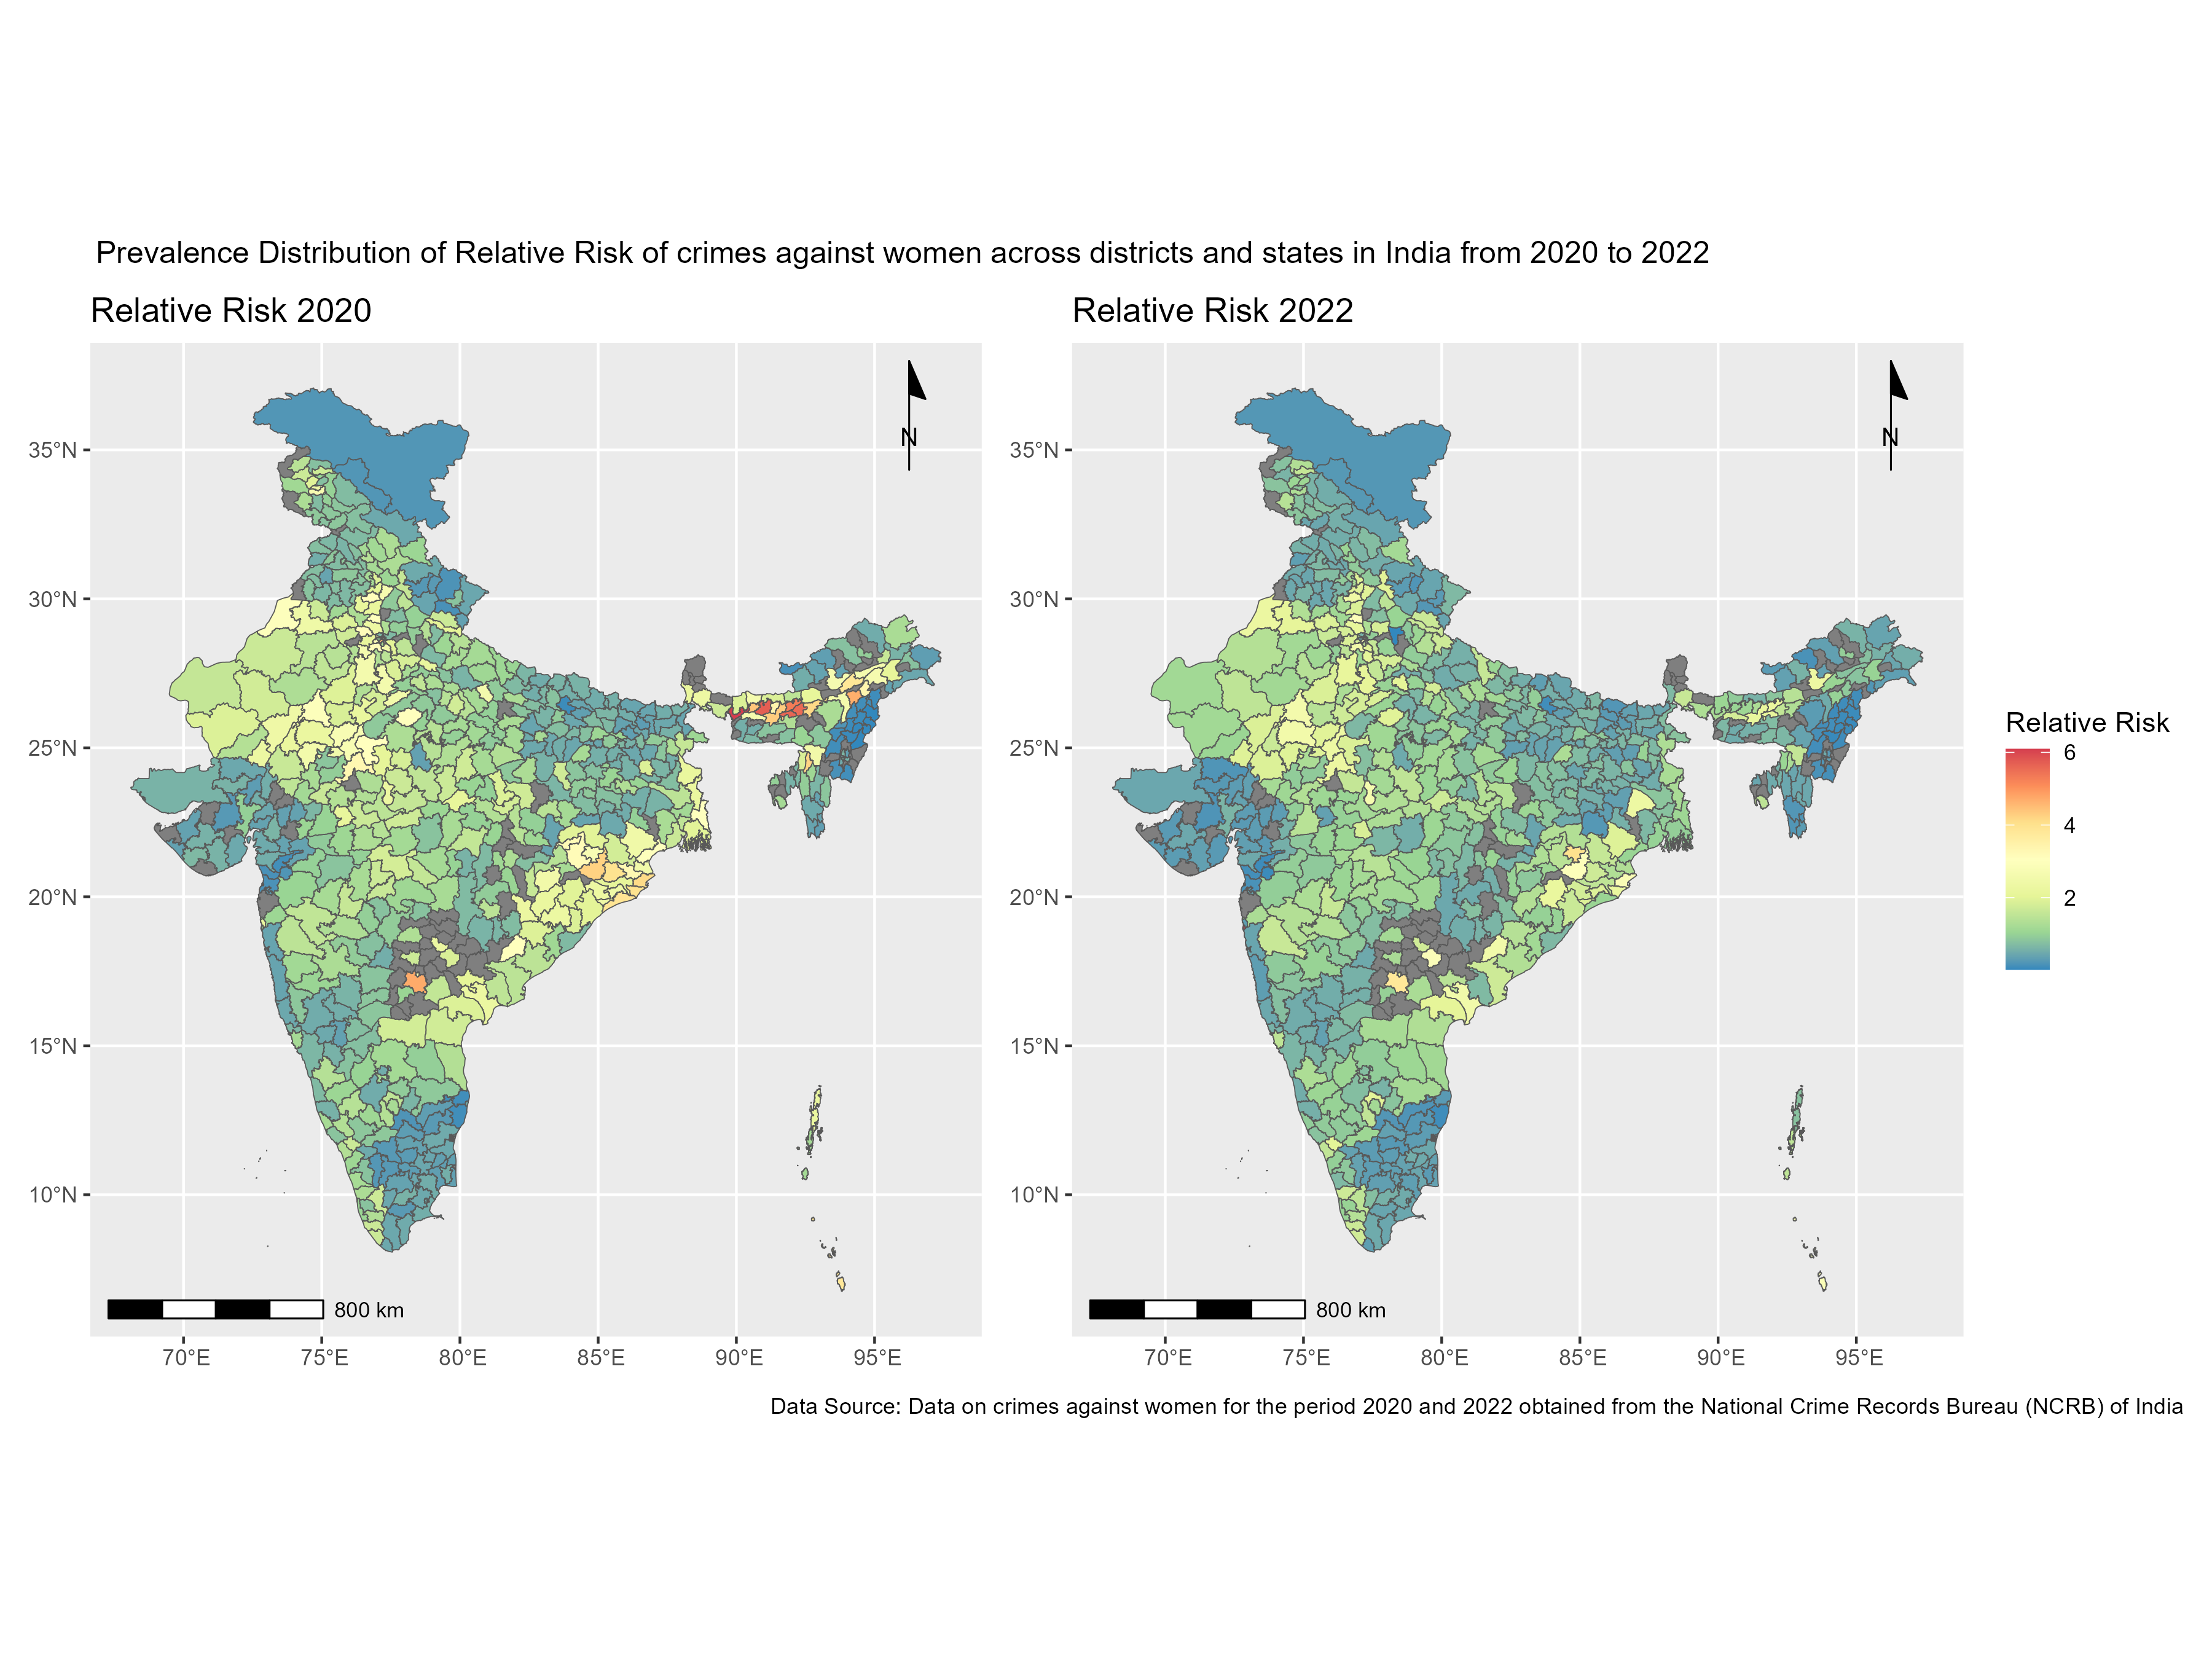 Prevalence Distribution of Relative Risk of crimes against women across districts and states in India from 2020 to 2022
Relative Risk 2020
35°N
30°N
25°N
20°N
15°N
10°N
N
800 km
70°E 75°E 80°E 85°E 90°E 95°E
Relative Risk 2022
35°N
30°N
25°N
20°N
15°N
10°N
N
800 km
70°E 75°E 80°E 85°E 90°E 95°E
Relative Risk
6
4
2
Data Source: Data on crimes against women for the period 2020 and 2022 obtained from the National Crime Records Bureau (NCRB) of India